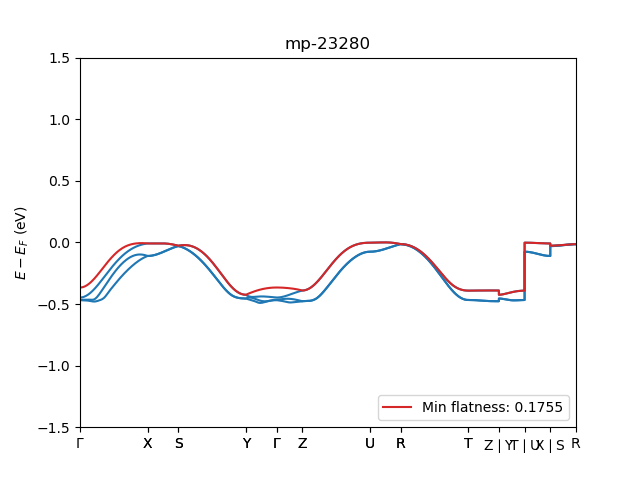 mp-23280
1.5
1.0
0.5
0.0
−0.5
−1.0
−1.5
E − E_F (eV)
Min flatness: 0.1755
Γ X S Y Γ Z U R T Z | Y T | U X | S R